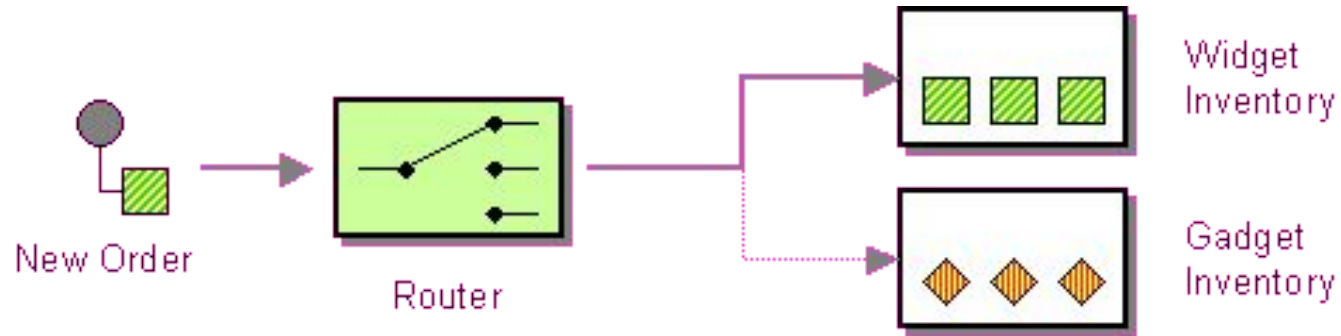 New Order
Router
Widget
Inventory
Gadget
Inventory